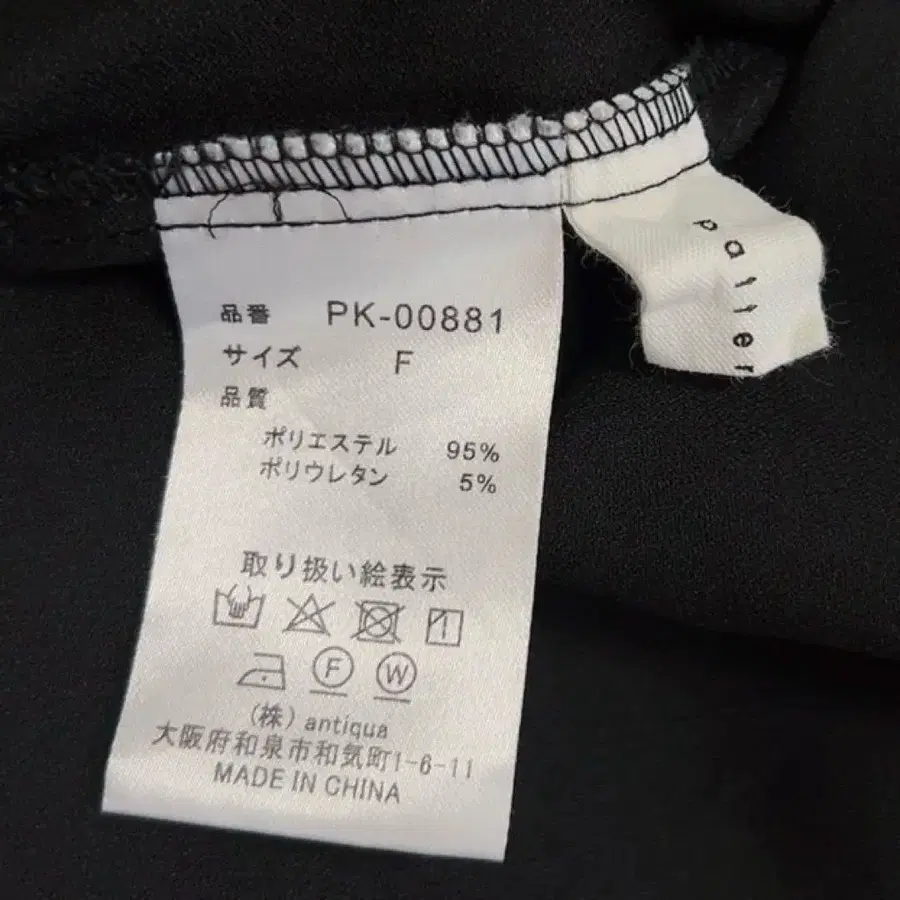 品番 PK-00881
サイズ F
品質
ポリエステル 95%
ポリウレタン 5%
取り扱い絵表示
F W
(株) antiqua
大阪府和泉市和気町1-6-11
MADE IN CHINA